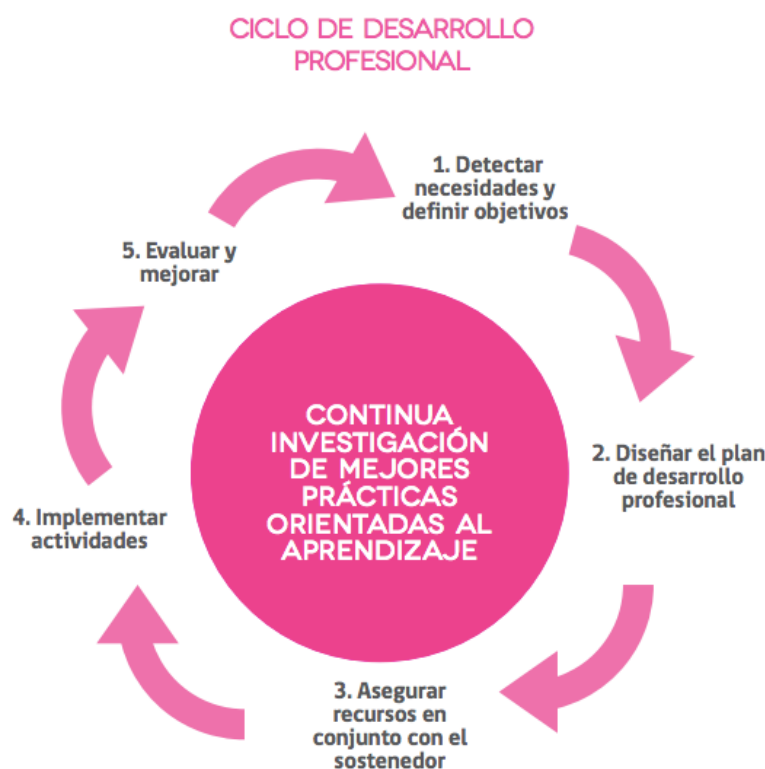 CICLO DE DESARROLLO
PROFESIONAL
1. Detectar
necesidades y
definir objetivos
2. Diseñar el plan
de desarrollo
profesional
3. Asegurar
recursos en
conjunto con el
sostenedor
4. Implementar
actividades
5. Evaluar y
mejorar
CONTINUA
INVESTIGACIÓN
DE MEJORES
PRÁCTICAS
ORIENTADAS AL
APRENDIZAJE